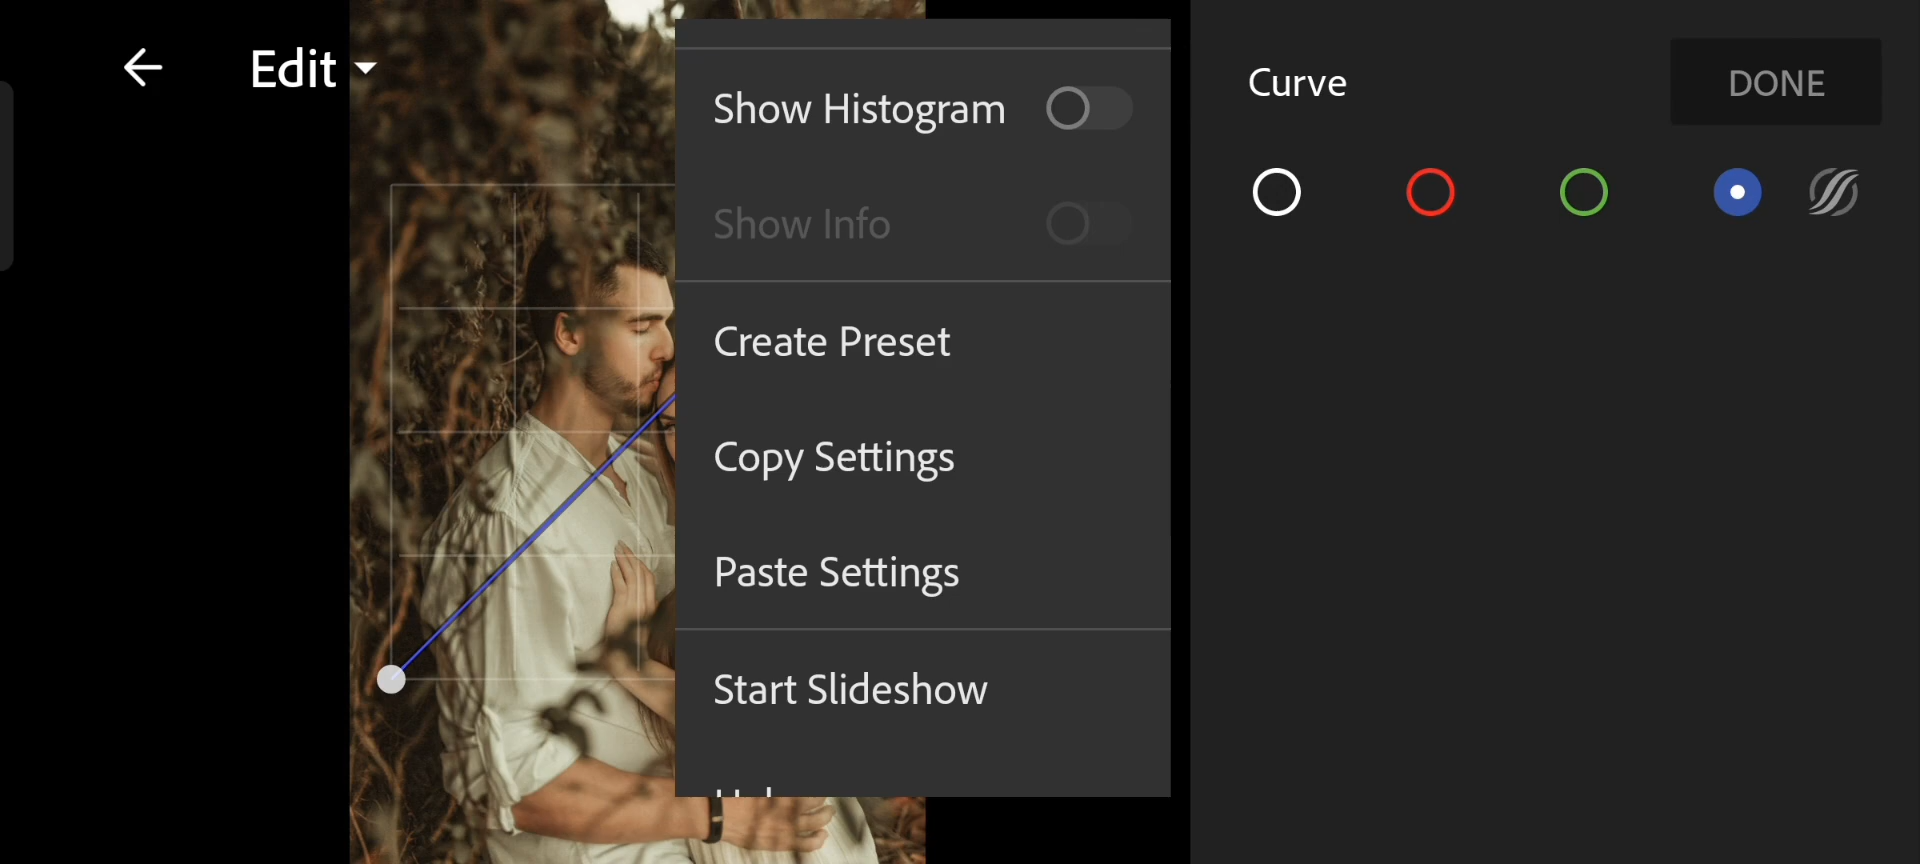 Edit
Show Histogram
Show Info
Create Preset
Copy Settings
Paste Settings
Start Slideshow
Curve
DONE